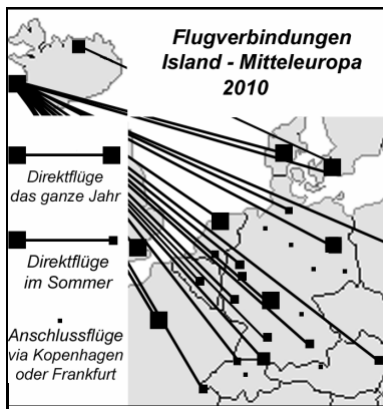 Flugverbindungen
Island - Mitteleuropa
2010
Direktflüge
das ganze Jahr
Direktflüge
im Sommer
Anschlussflüge
via Kopenhagen
oder Frankfurt